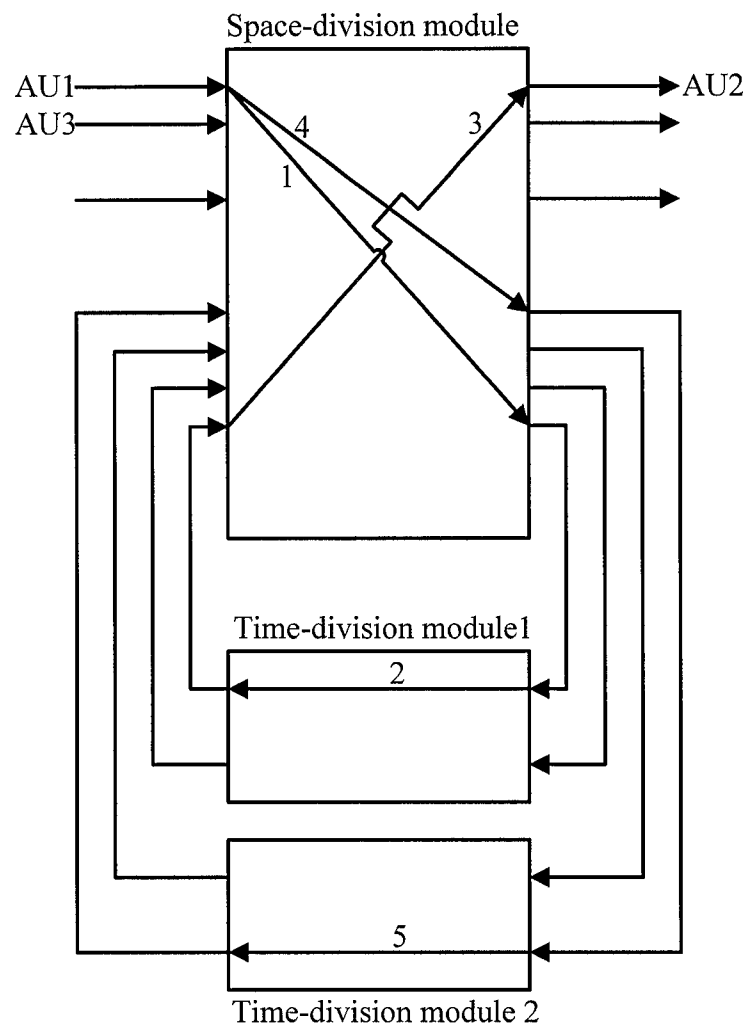 Space-division module
AU1
AU2
AU3
4
3
1
Time-division module1
2
5
Time-division module 2